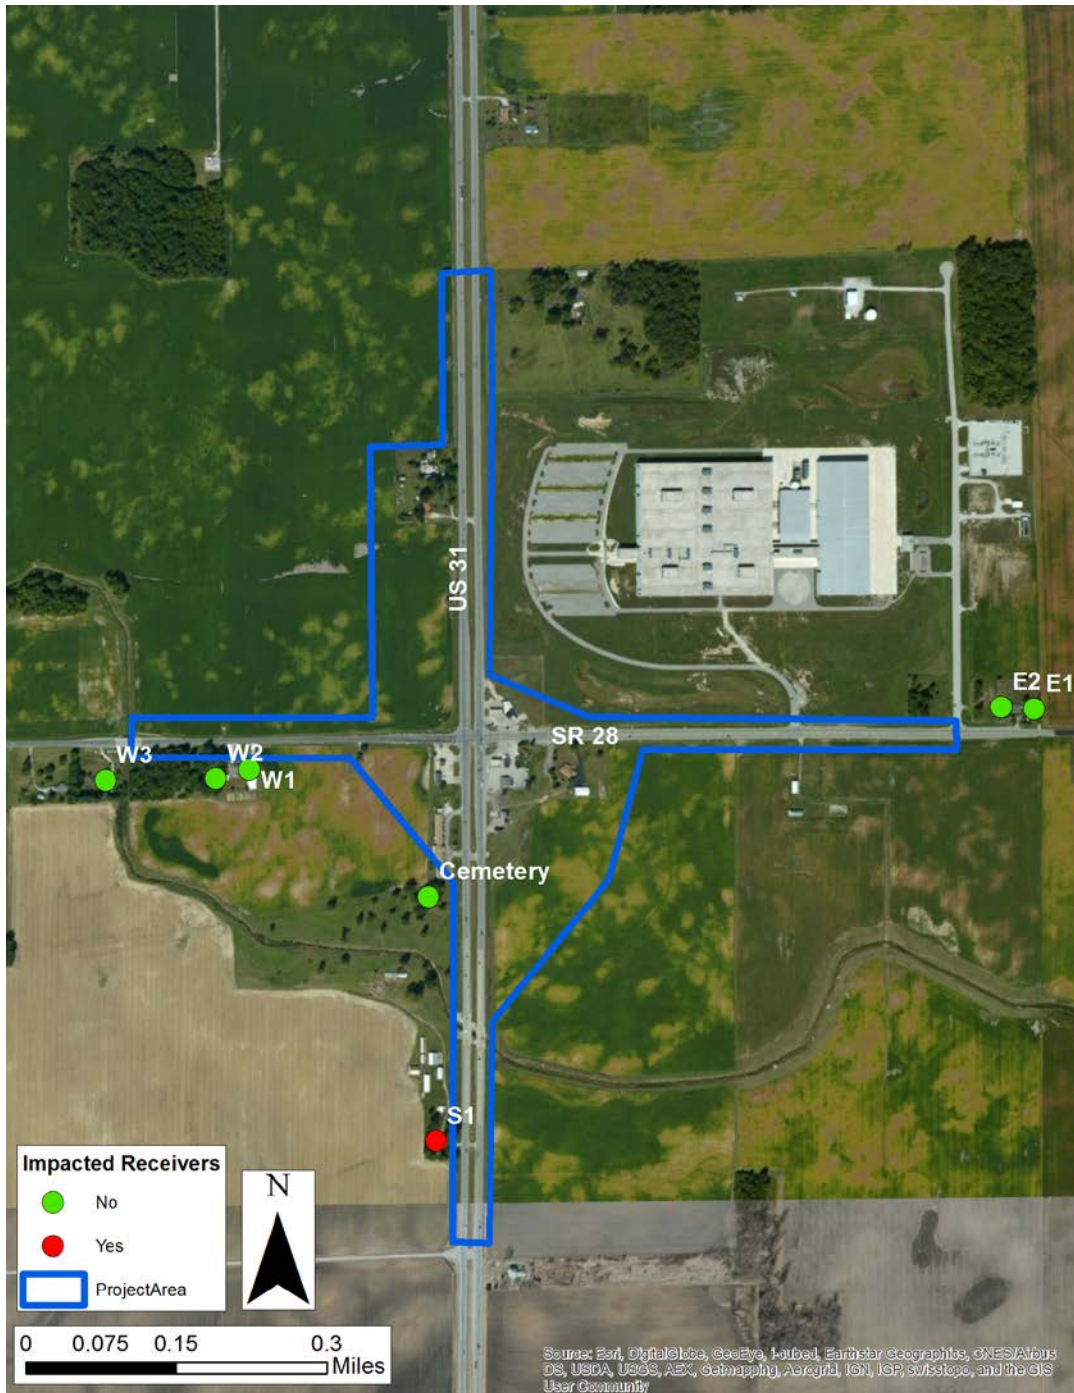 US 31
E2
E1
SR 28
W3
W2
W1
Cemetery
S1
Impacted Receivers
No
Yes
ProjectArea
N
0 0.075 0.15 0.3
Miles
Source: Esri, DigitalGlobe, GeoEye, i-cubed, Earthstar Geographics, CNES/Airbus
DS, USDA, USGS, AEX, Getmapping, Aerogrid, IGN, IGP, swisstopo, and the GIS
User Community